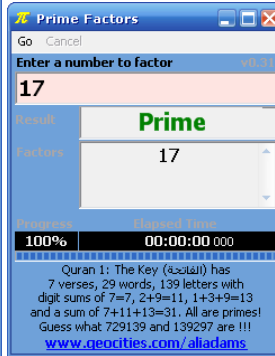 π Prime Factors
Go Cancel
Enter a number to factor v0.31
17
Result Prime
Factors 17
Progress Elapsed Time
100% 00:00:00 000
Quran 1: The Key (الفاتحة) has
7 verses, 29 words, 139 letters with
digit sums of 7=7, 2+9=11, 1+3+9=13
and a sum of 7+11+13=31. All are primes!
Guess what 729139 and 139297 are !!!
www.geocities.com/aliadams